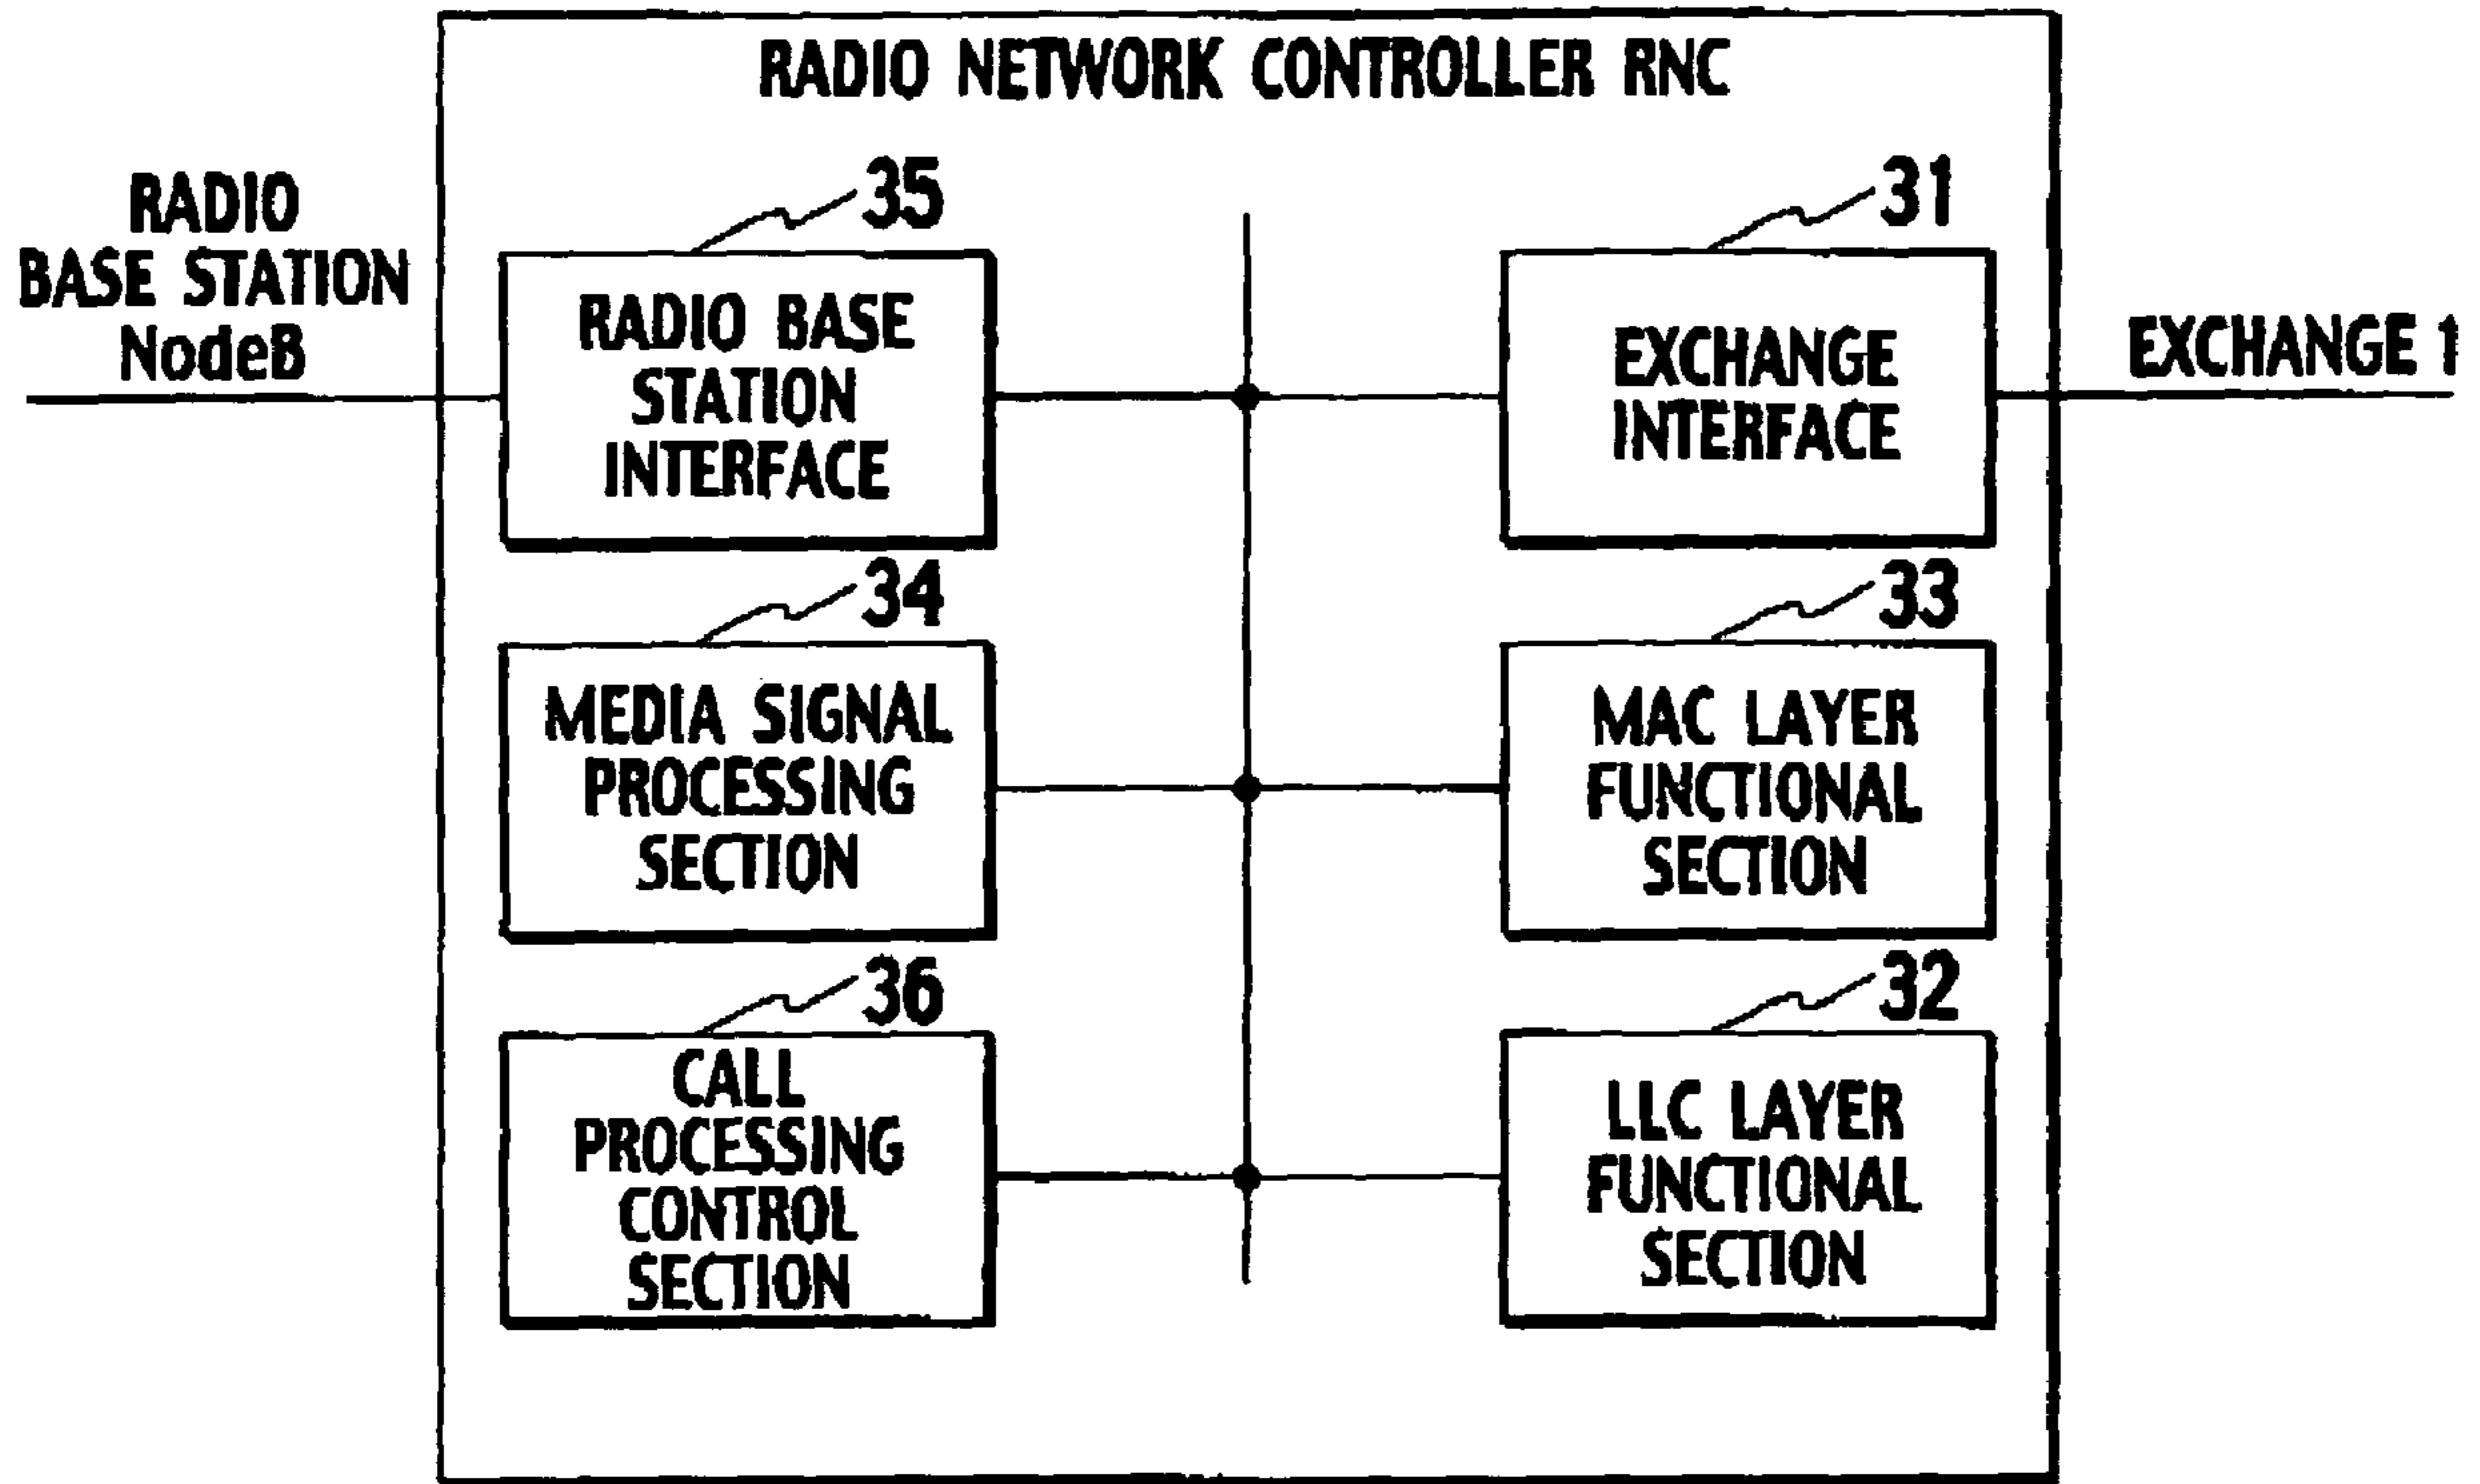 RADIO NETWORK CONTROLLER RNC
RADIO
BASE STATION
NodeB
35
RADIO BASE
STATION
INTERFACE
31
EXCHANGE
INTERFACE
EXCHANGE 1
34
MEDIA SIGNAL
PROCESSING
SECTION
33
MAC LAYER
FUNCTIONAL
SECTION
36
CALL
PROCESSING
CONTROL
SECTION
32
LLC LAYER
FUNCTIONAL
SECTION